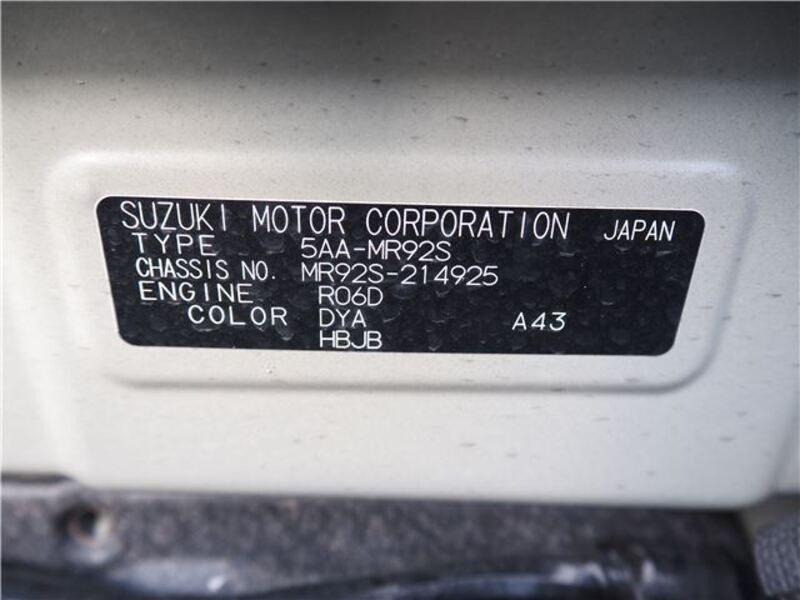 SUZUKI MOTOR CORPORATION JAPAN
TYPE 5AA-MR92S
CHASSIS NO. MR92S-214925
ENGINE R06D
COLOR DYA A43
HBJB